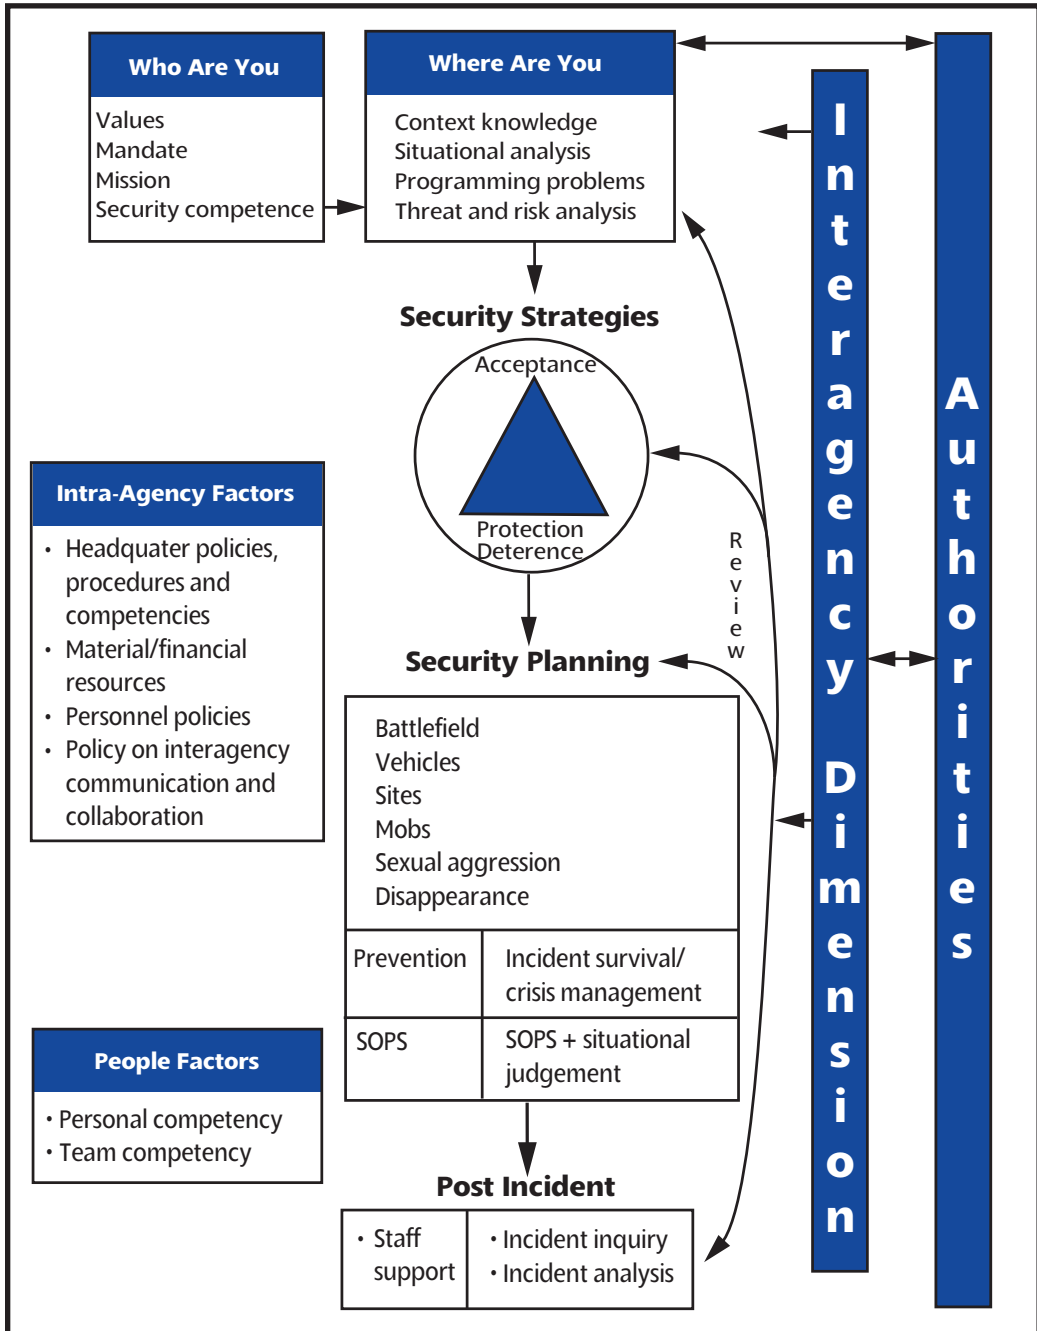 Who Are You
Values
Mandate
Mission
Security competence
Where Are You
Context knowledge
Situational analysis
Programming problems
Threat and risk analysis
Security Strategies
Acceptance
Protection
Deterence
Intra-Agency Factors
• Headquater policies,
procedures and
competencies
• Material/financial
resources
• Personnel policies
• Policy on interagency
communication and
collaboration
Review
Security Planning
Battlefield
Vehicles
Sites
Mobs
Sexual aggression
Disappearance
Prevention
Incident survival/
crisis management
SOPS
SOPS + situational
judgement
People Factors
• Personal competency
• Team competency
Post Incident
• Staff
support
• Incident inquiry
• Incident analysis
Interagency Dimension
Authorities